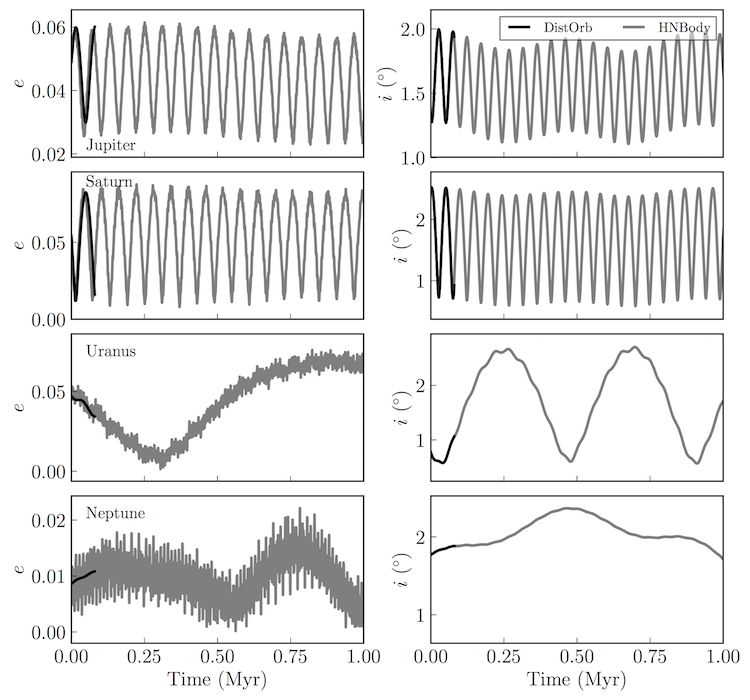 0.06
0.04
0.02
e
Jupiter
2.0
1.5
1.0
i (°)
DistOrb
HNBody
Saturn
0.05
0.00
e
2
1
i (°)
Uranus
0.05
0.00
e
2
1
i (°)
Neptune
0.02
0.01
0.00
e
2
1
i (°)
0.00 0.25 0.50 0.75 1.00
Time (Myr)
0.00 0.25 0.50 0.75 1.00
Time (Myr)